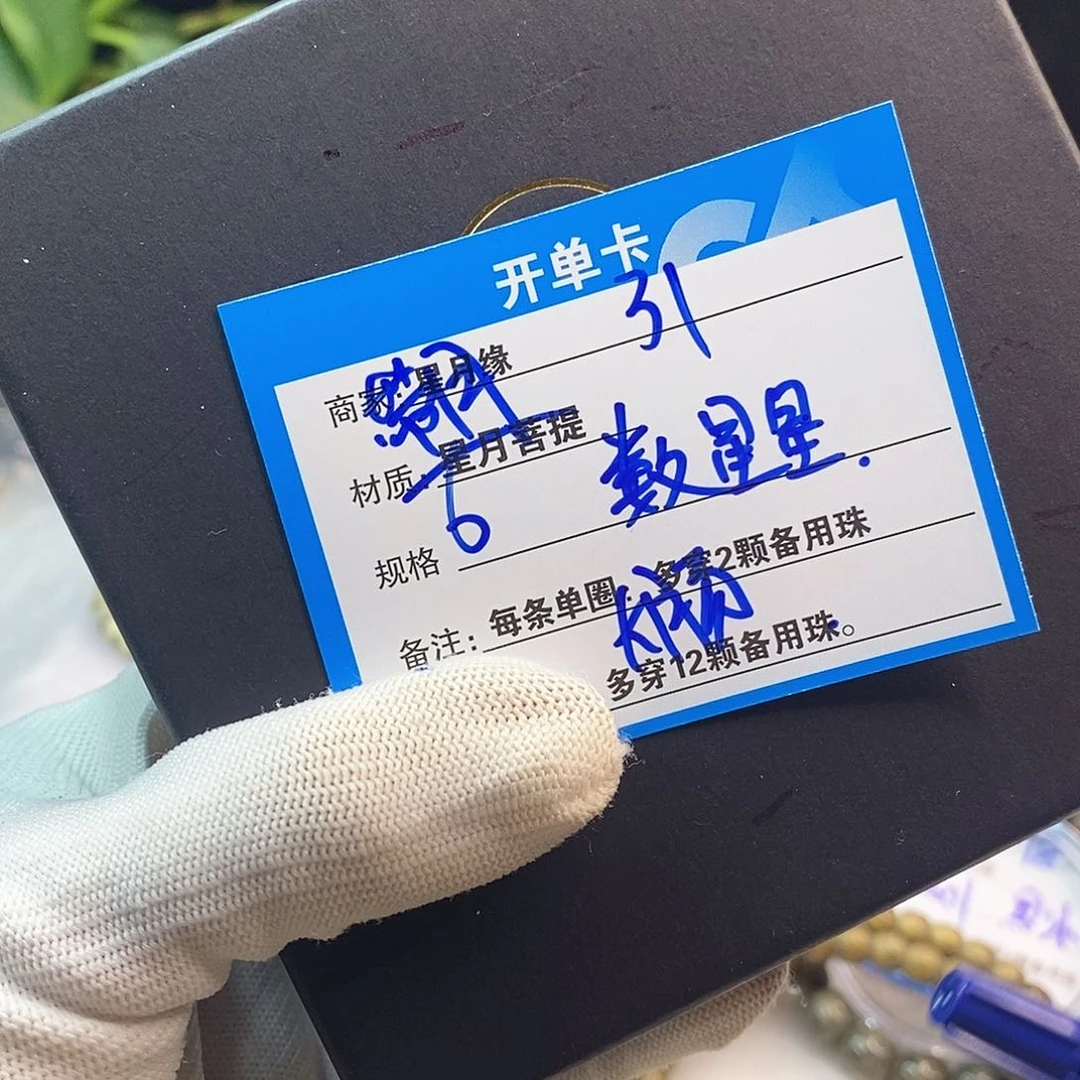 开单卡
31
商家: 星月缘
材质: 星月菩提
数星星.
6
规格
备注: 每条单圈: 多穿2颗备用珠
多穿12颗备用珠。